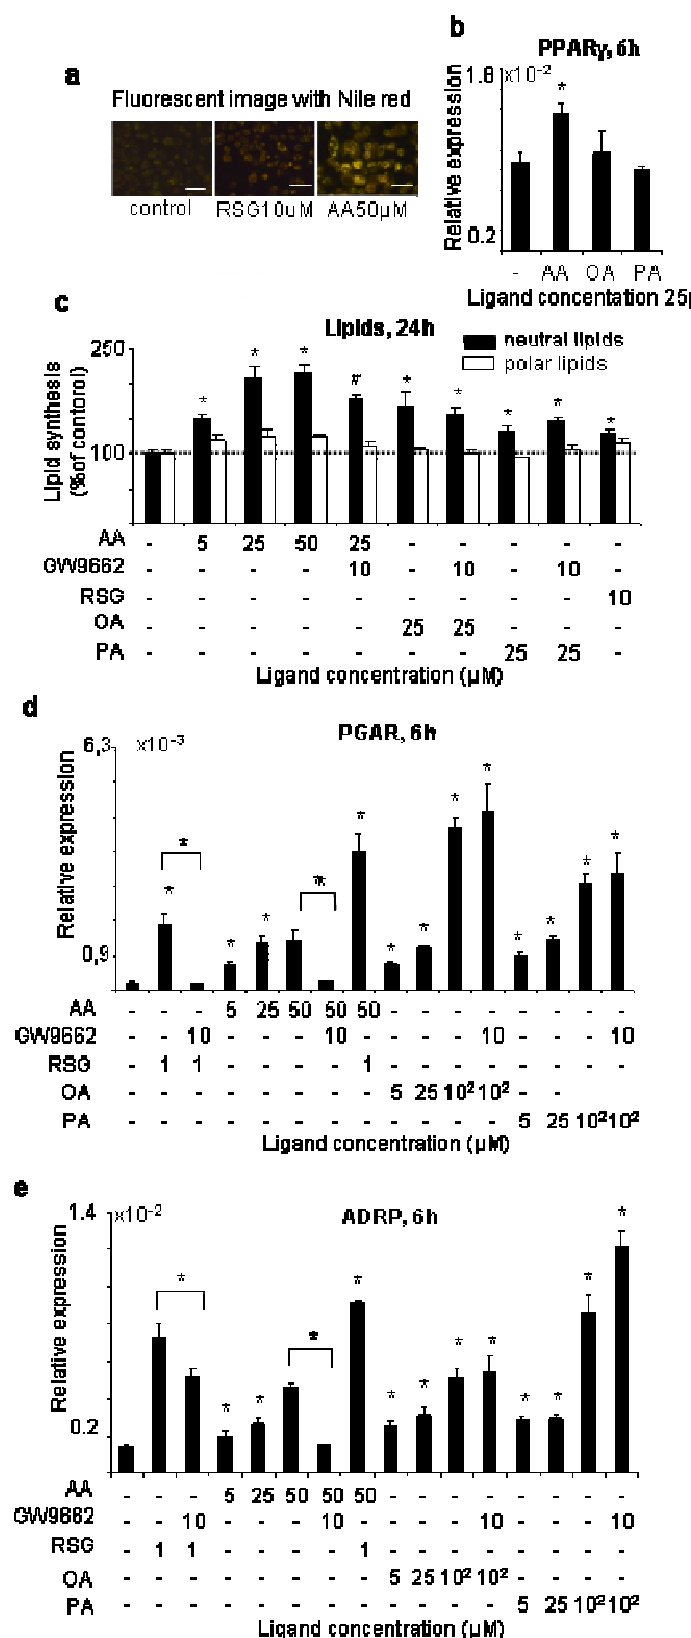 a
Fluorescent image with Nile red
control RSG10uM AA50µM
b
PPARγ, 6h
1.8 x10-2
Relative expression
0.2
- AA OA PA
Ligand concentation 25µ
c
Lipids, 24h
neutral lipids
polar lipids
250
Lipid synthesis
(% of contorol)
100
* * * # * * * * *
AA - 5 25 50 25 - - - - -
GW9662 - - - - 10 - 10 - 10 -
RSG - - - - - - - - - 10
OA - - - - - 25 25 - - -
PA - - - - - - - 25 25 -
Ligand concentration (µM)
d
PGAR, 6h
6,3 x10-3
Relative expression
0,9
AA - - - 5 25 50 50 50 - - - - - - - -
GW9662 - - 10 - - - 10 - - - - 10 - - - 10
RSG - 1 1 - - - - 1 - - - - - - - -
OA - - - - - - - - 5 25 10² 10² - -
PA - - - - - - - - - - - - 5 25 10² 10²
Ligand concentration (µM)
e
ADRP, 6h
1.4 x10-2
Relative expression
0.2
AA - - - 5 25 50 50 50 - - - - - - - -
GW9662 - - 10 - - - 10 - - - - 10 - - - 10
RSG - 1 1 - - - - 1 - - - - - - - -
OA - - - - - - - - 5 25 10² 10² - - - -
PA - - - - - - - - - - - - 5 25 10² 10²
Ligand concentration (µM)